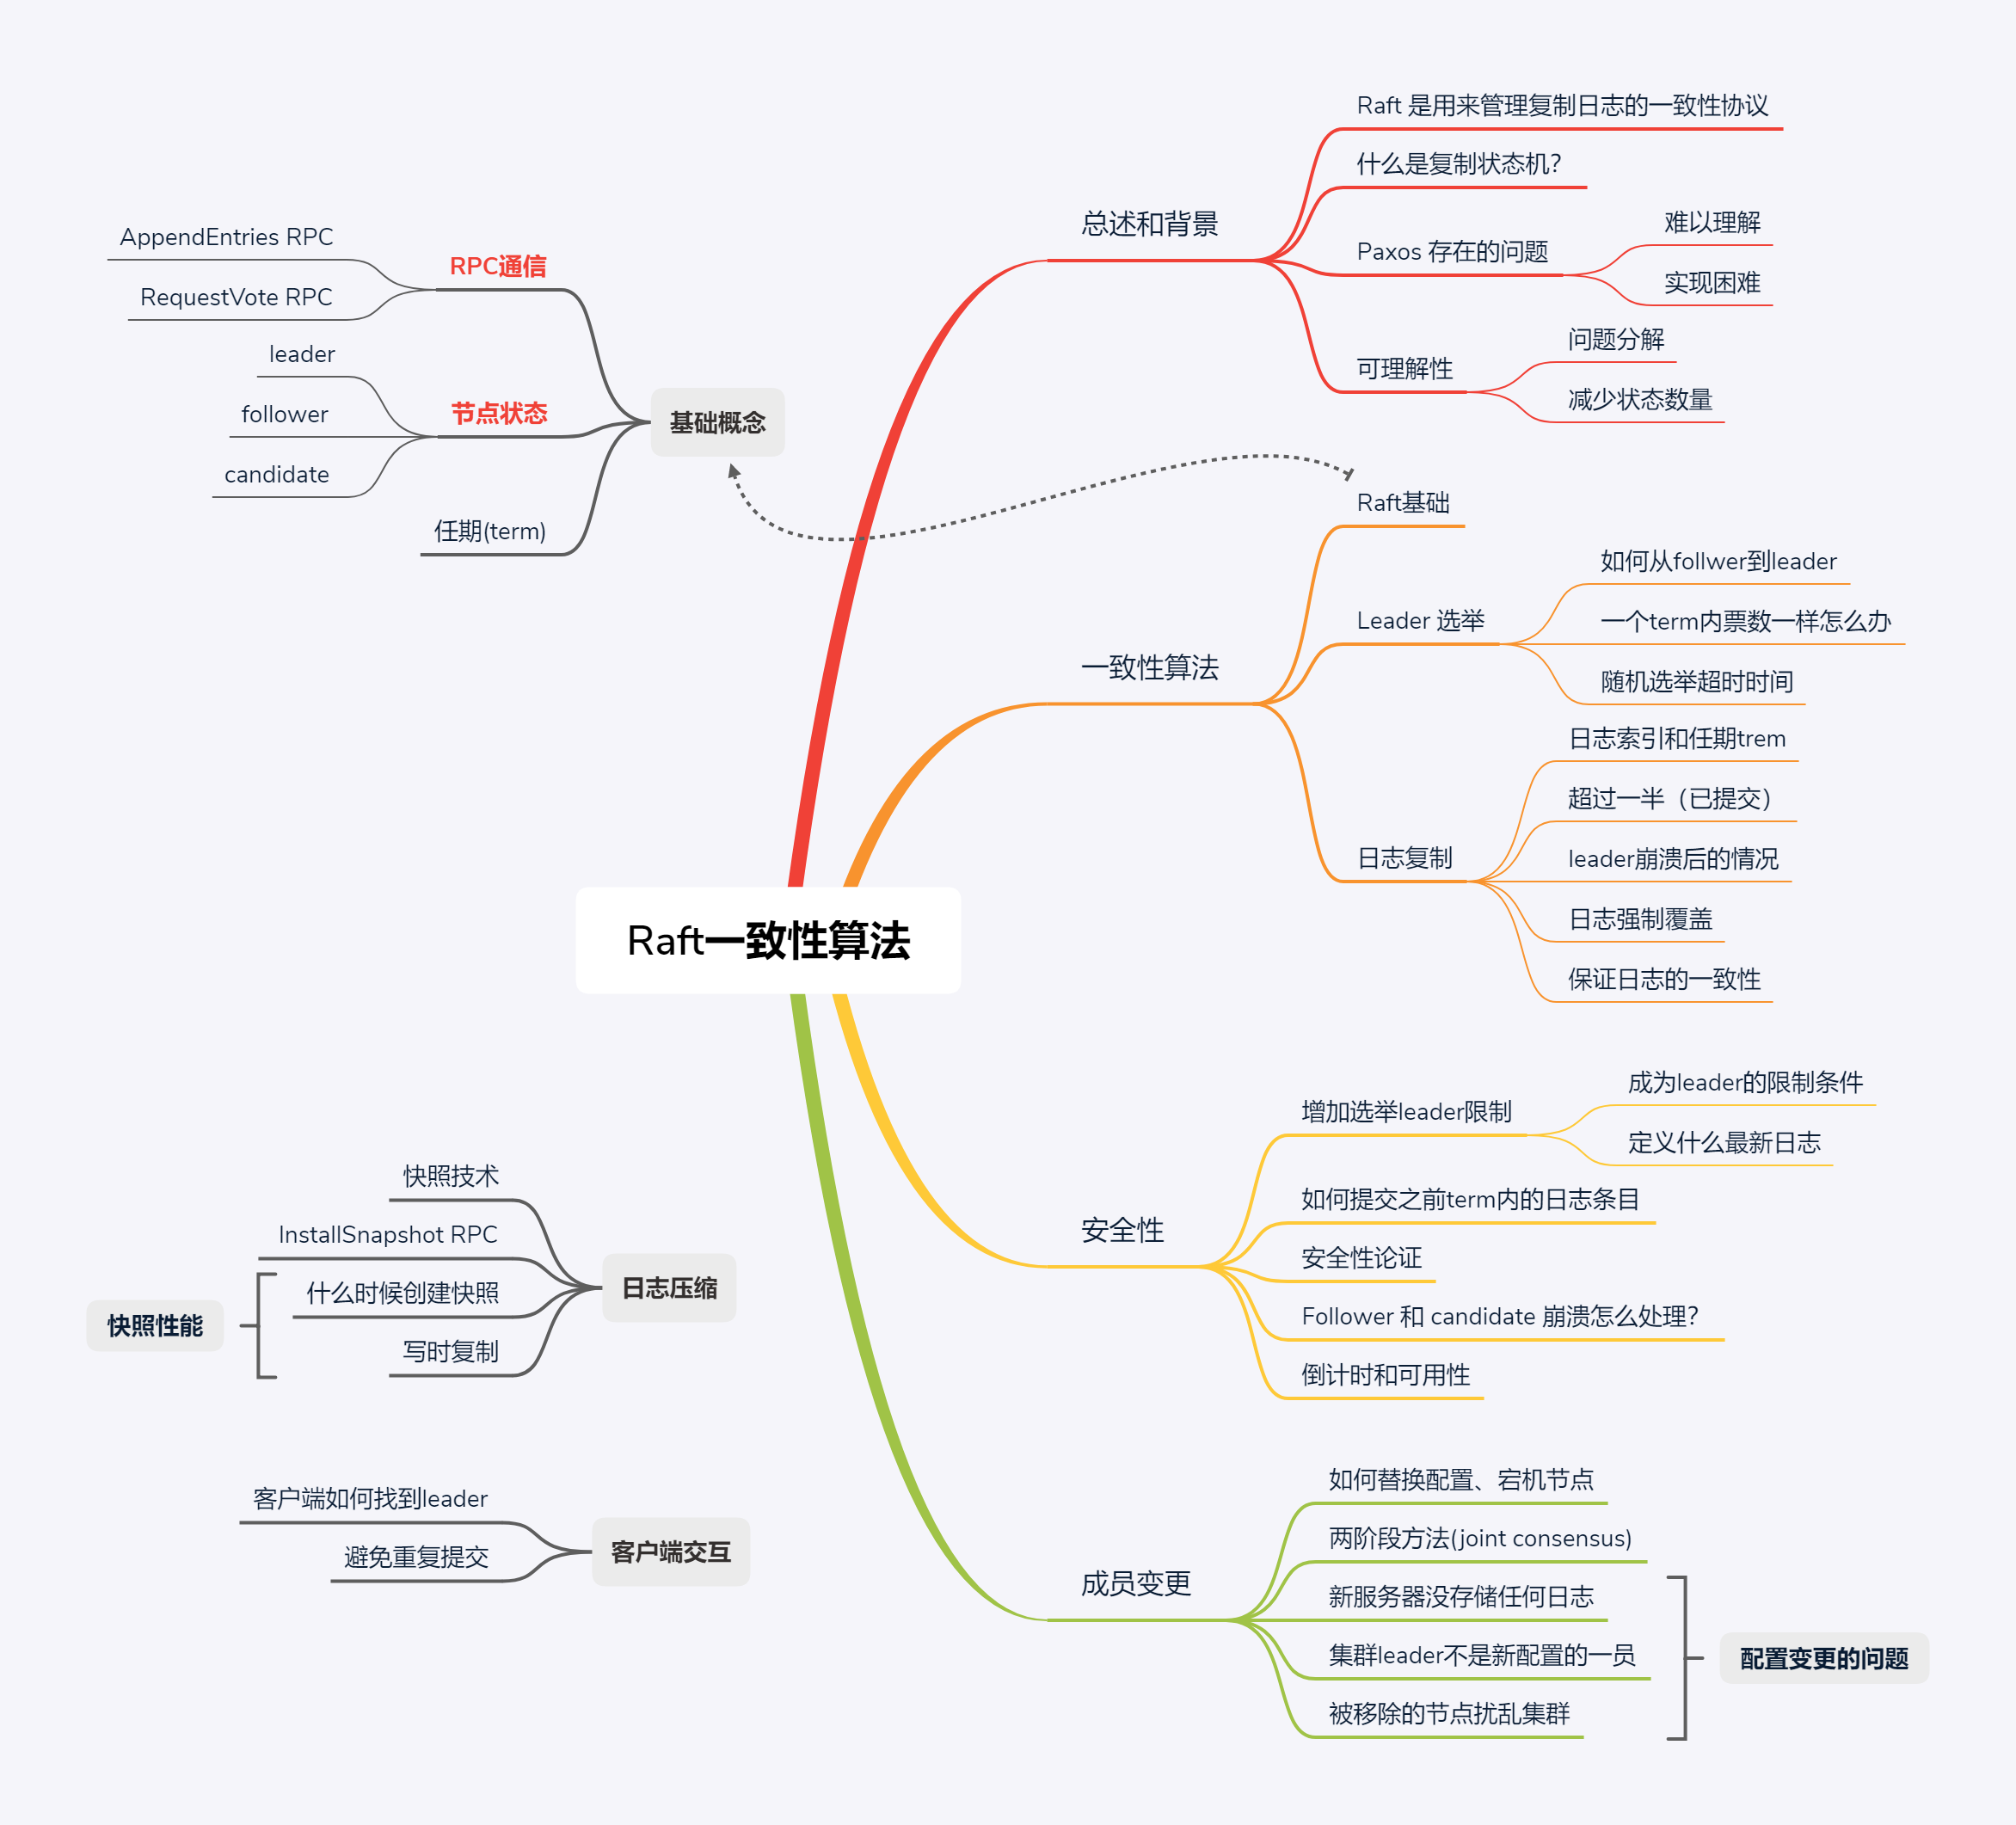 Raft一致性算法
总述和背景
Raft 是用来管理复制日志的一致性协议
什么是复制状态机?
Paxos 存在的问题
难以理解
实现困难
可理解性
问题分解
减少状态数量
一致性算法
Raft基础
Leader 选举
如何从follwer到leader
一个term内票数一样怎么办
随机选举超时时间
日志复制
日志索引和任期trem
超过一半（已提交）
leader崩溃后的情况
日志强制覆盖
保证日志的一致性
安全性
增加选举leader限制
成为leader的限制条件
定义什么最新日志
如何提交之前term内的日志条目
安全性论证
Follower 和 candidate 崩溃怎么处理?
倒计时和可用性
成员变更
如何替换配置、宕机节点
两阶段方法(joint consensus)
新服务器没存储任何日志
集群leader不是新配置的一员
被移除的节点扰乱集群
配置变更的问题
基础概念
RPC通信
AppendEntries RPC
RequestVote RPC
节点状态
leader
follower
candidate
任期(term)
日志压缩
快照技术
InstallSnapshot RPC
什么时候创建快照
写时复制
快照性能
客户端交互
客户端如何找到leader
避免重复提交